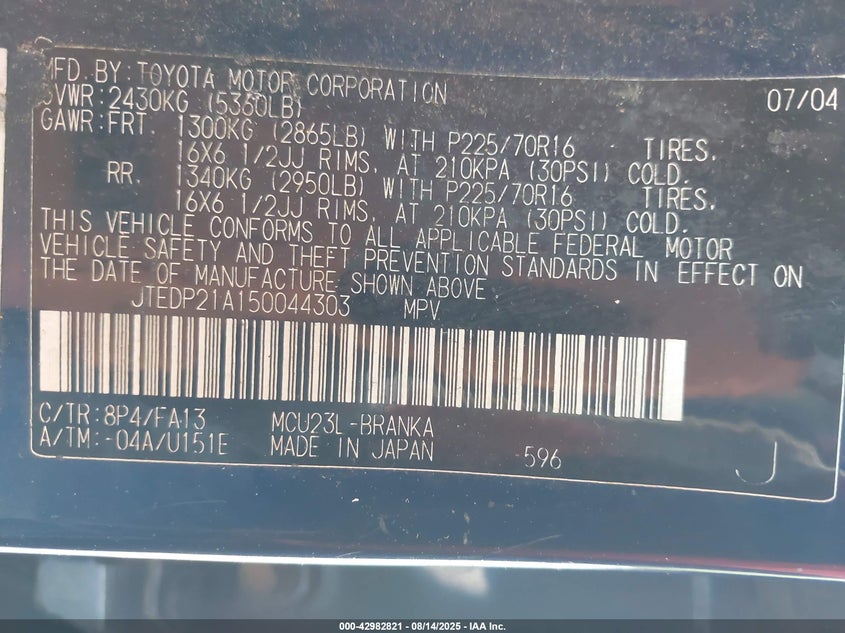 MFD. BY: TOYOTA MOTOR CORPORATION 07/04
GVWR: 2430KG (5360LB)
GAWR: FRT. 1300KG (2865LB) WITH P225/70R16 TIRES,
16X6 1/2JJ RIMS, AT 210KPA (30PSI) COLD.
RR. 1340KG (2950LB) WITH P225/70R16 TIRES,
16X6 1/2JJ RIMS, AT 210KPA (30PSI) COLD.
THIS VEHICLE CONFORMS TO ALL APPLICABLE FEDERAL MOTOR
VEHICLE SAFETY AND THEFT PREVENTION STANDARDS IN EFFECT ON
THE DATE OF MANUFACTURE SHOWN ABOVE
JTEDP21A150044303 MPV
C/TR: 8P4/FA13 MCU23L-BRANKA
A/TM: -04A/U151E MADE IN JAPAN 596 J
000-42982821 - 08/14/2025 - IAA Inc.